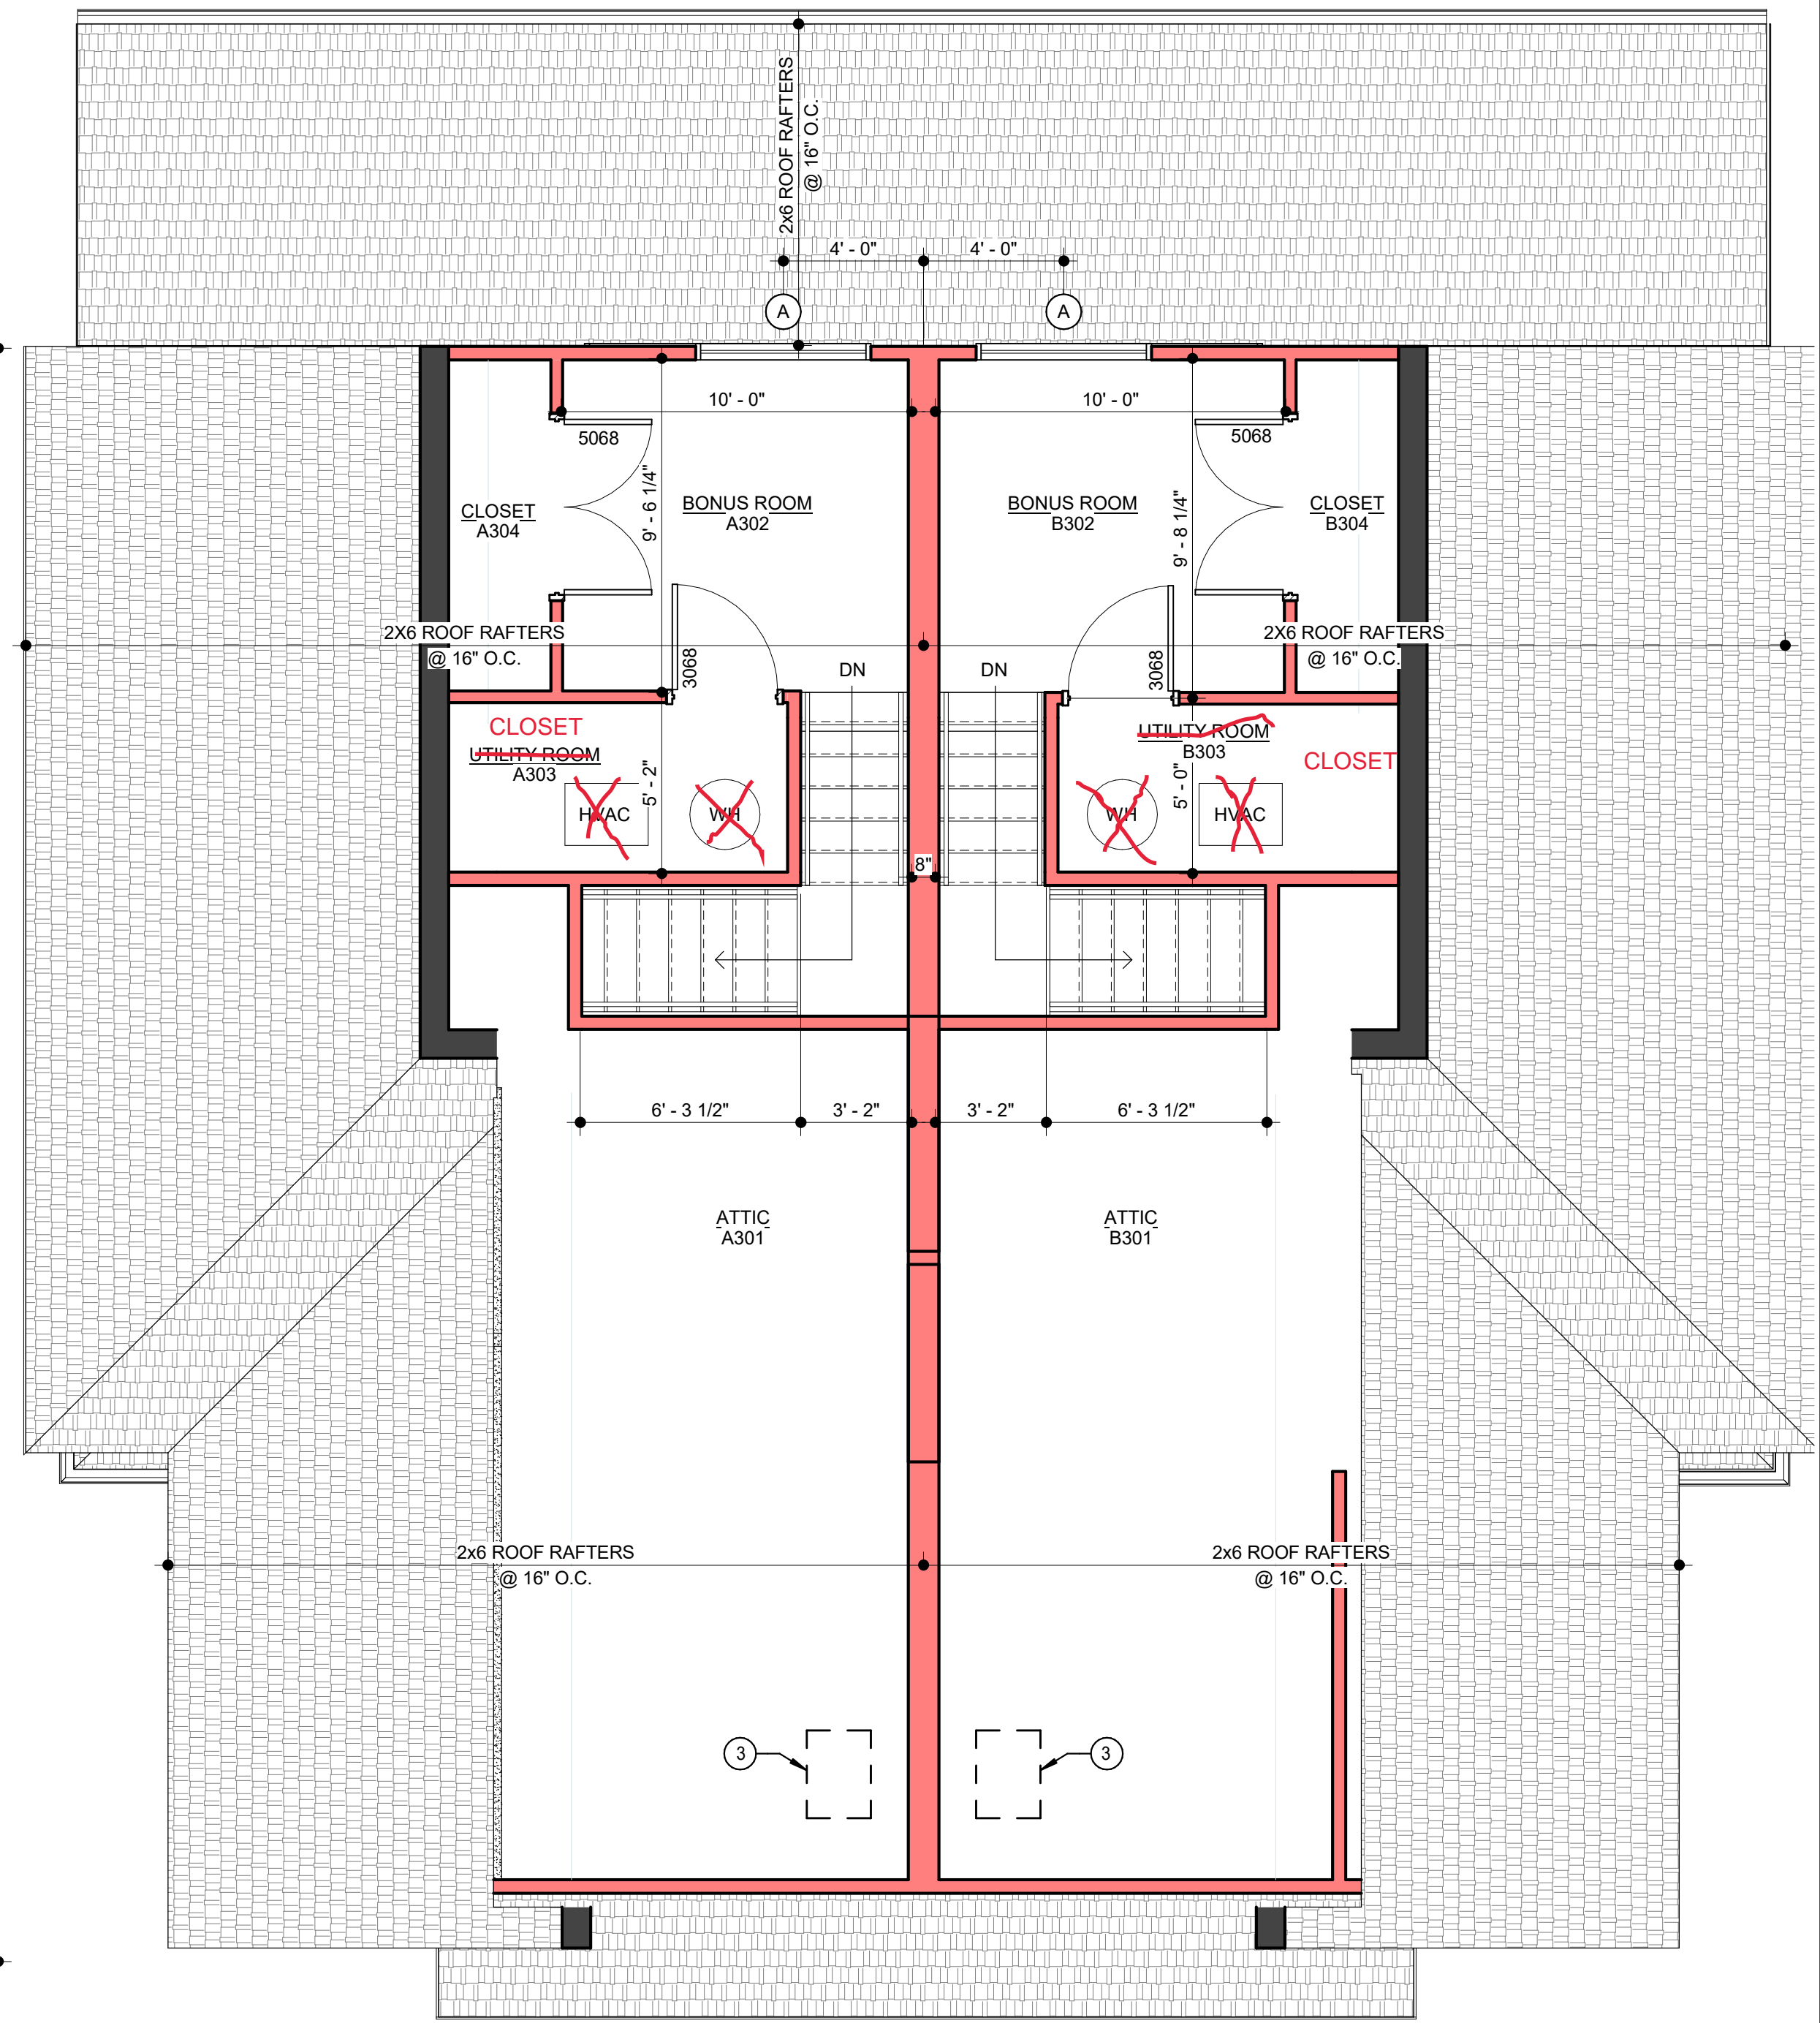 2x6 ROOF RAFTERS
@ 16" O.C.
4' - 0"
4' - 0"
A
A
10' - 0"
10' - 0"
5068
5068
9' - 6 1/4"
9' - 8 1/4"
CLOSET
A304
BONUS ROOM
A302
BONUS ROOM
B302
CLOSET
B304
2X6 ROOF RAFTERS
@ 16" O.C.
2X6 ROOF RAFTERS
@ 16" O.C.
3068
3068
DN
DN
CLOSET
UTILITY ROOM
A303
UTILITY ROOM
B303
CLOSET
5' - 2"
5' - 0"
HVAC
WH
WH
HVAC
8"
6' - 3 1/2"
3' - 2"
3' - 2"
6' - 3 1/2"
ATTIC
A301
ATTIC
B301
2x6 ROOF RAFTERS
@ 16" O.C.
2x6 ROOF RAFTERS
@ 16" O.C.
3
3